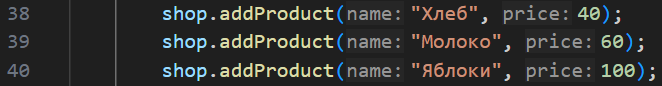 38 shop.addProduct(name:"Хлеб", price:40);
39 shop.addProduct(name:"Молоко", price:60);
40 shop.addProduct(name:"Яблоки", price:100);